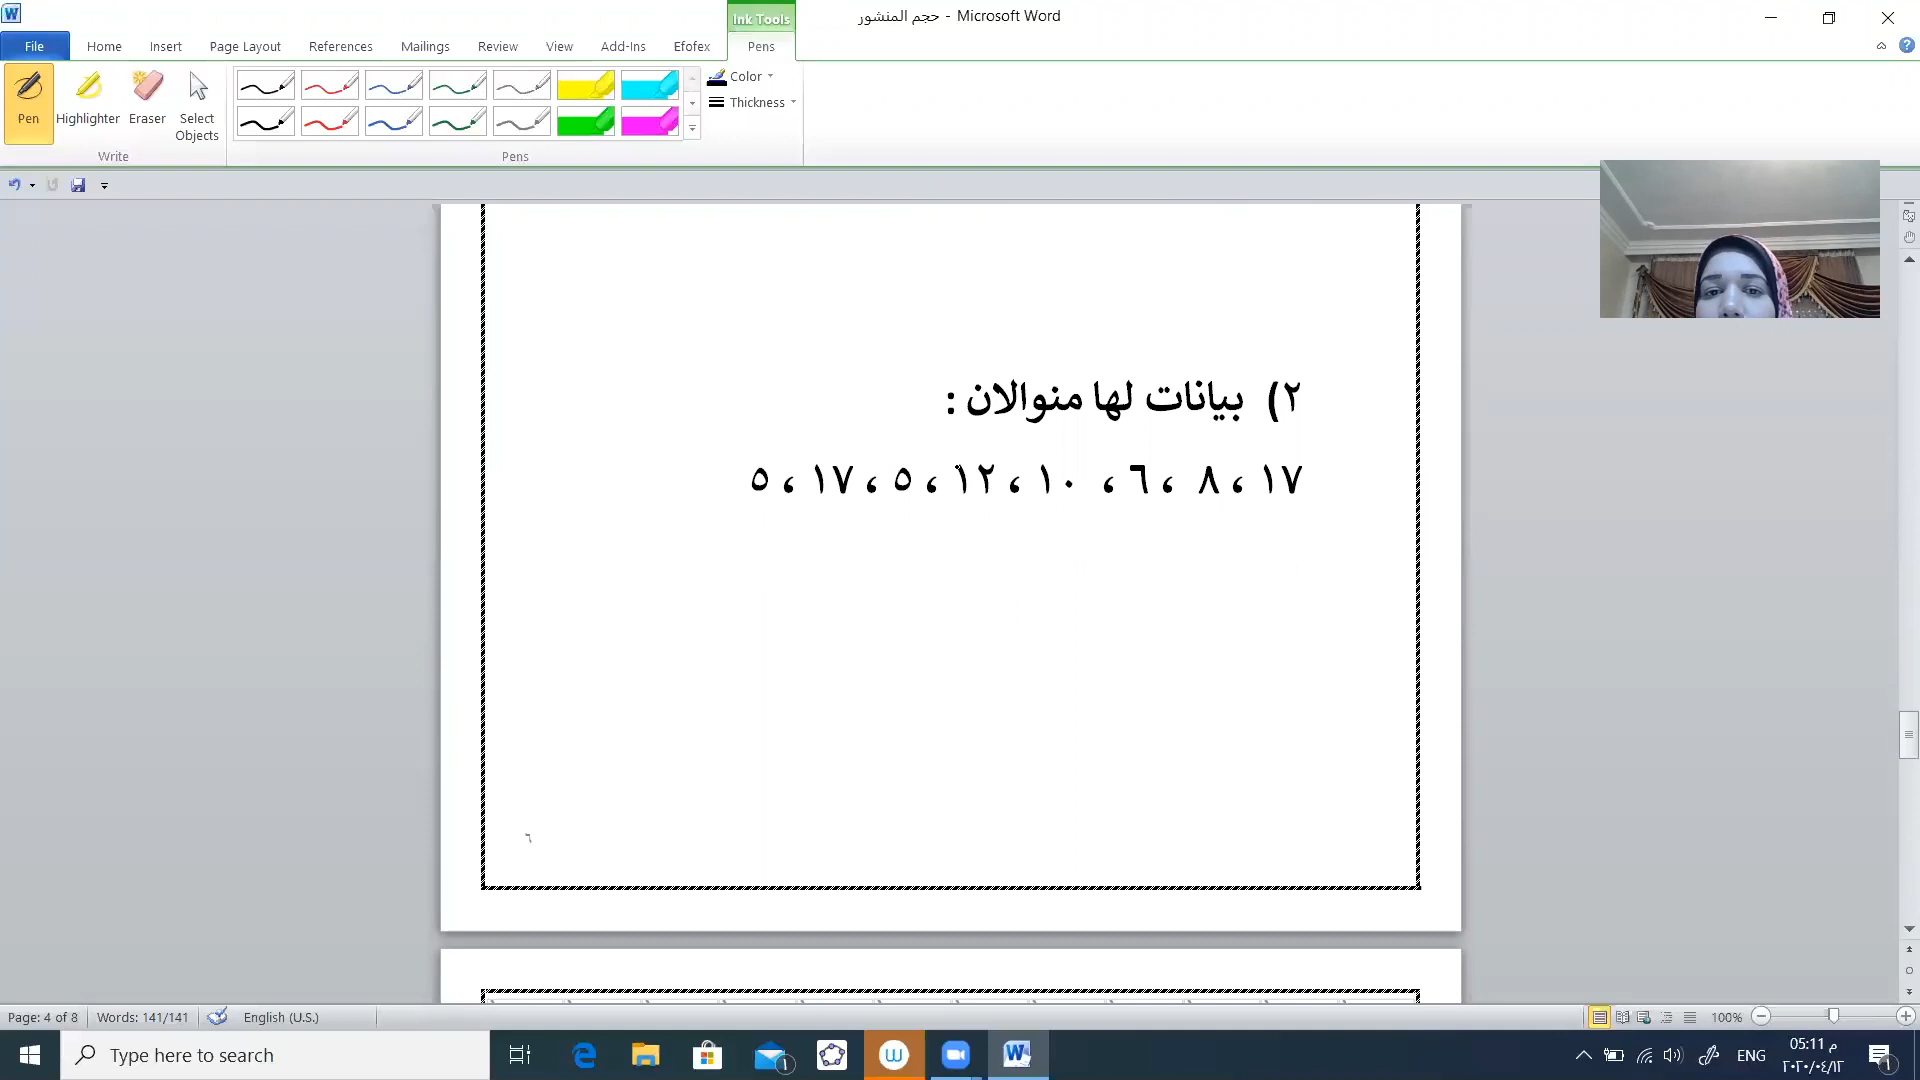 حجم المنشور - Microsoft Word
Ink Tools
File Home Insert Page Layout References Mailings Review View Add-Ins Efofex Pens
Pen Highlighter Eraser Select Objects
Color
Thickness
Write
Pens
٢) بيانات لها منوالان :
١٧ ، ٨ ، ٦ ، ١٠ ، ١٢ ، ٥ ، ١٧ ، ٥
٦
Page: 4 of 8 Words: 141/141 English (U.S.) 100%
Type here to search
ENG
05:11 م
٢٠٢٠/٠٤/١٢